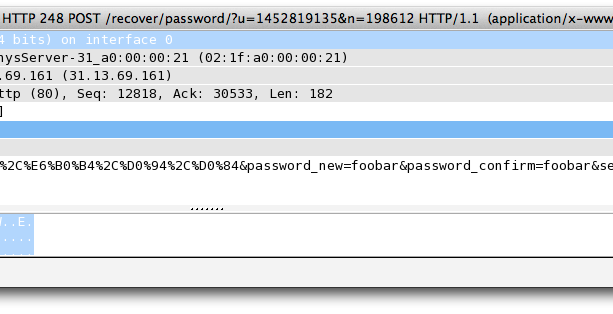 HTTP 248 POST /recover/password/?u=1452819135&n=198612 HTTP/1.1 (application/x-www
4 bits) on interface 0
nysServer-31_a0:00:00:21 (02:1f:a0:00:00:21)
.69.161 (31.13.69.161)
ttp (80), Seq: 12818, Ack: 30533, Len: 182
]
%2C%E6%B0%B4%2C%D0%94%2C%D0%84&password_new=foobar&password_confirm=foobar&se
W..E.
.....
.....